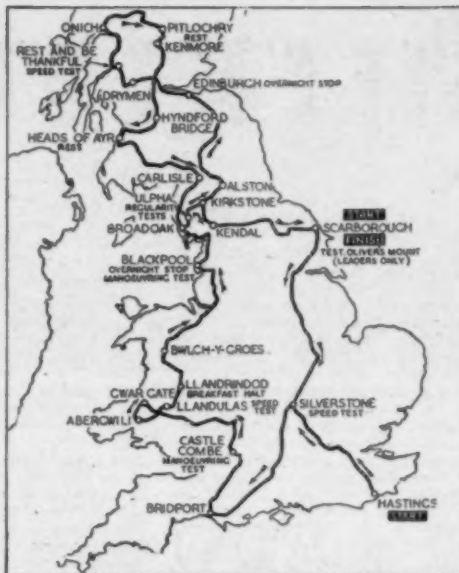 ONICH
PITLOCHRY
REST
KENMORE
REST AND BE
THANKFUL
SPEED TEST
DRYMEN
EDINBURGH OVERNIGHT STOP
HYNDFORD
BRIDGE
HEADS OF AYR
CARLISLE
ALSTON
ULPHA
REGULARITY
TESTS
KIRKSTONE
BROADOAK
KENDAL
START
SCARBOROUGH
FINISH
TEST OLIVERS MOUNT
(LEADERS ONLY)
BLACKPOOL
OVERNIGHT STOP
MANOEUVRING TEST
BWLCH-Y-GROES
LLANDRINDOD
BREAKFAST HALT
CWAR GATE
LLANDULAS SPEED
TEST
ABERGWILI
SILVERSTONE
SPEED TEST
CASTLE
COMBE
MANOEUVRING
TEST
BRIDPORT
HASTINGS
START